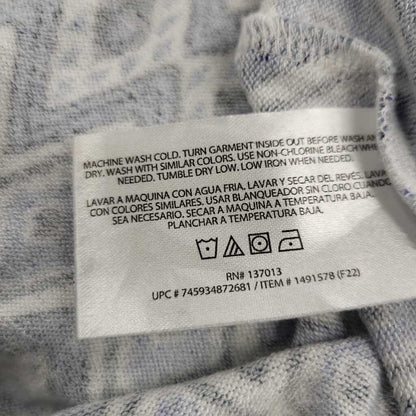 MACHINE WASH COLD. TURN GARMENT INSIDE OUT BEFORE WASH AN
DRY. WASH WITH SIMILAR COLORS. USE NON-CHLORINE BLEACH WHE
NEEDED. TUMBLE DRY LOW. LOW IRON WHEN NEEDED.
LAVAR A MAQUINA CON AGUA FRIA. LAVAR Y SECAR DEL REVÉS. LAVA
CON COLORES SIMILARES. USAR BLANQUEADOR SIN CLORO CUANDO
SEA NECESARIO. SECAR A MAQUINA A TEMPERATURA BAJA.
PLANCHAR A TEMPERATURA BAJA.
RN# 137013
UPC # 745934872681 / ITEM # 1491578 (F22)